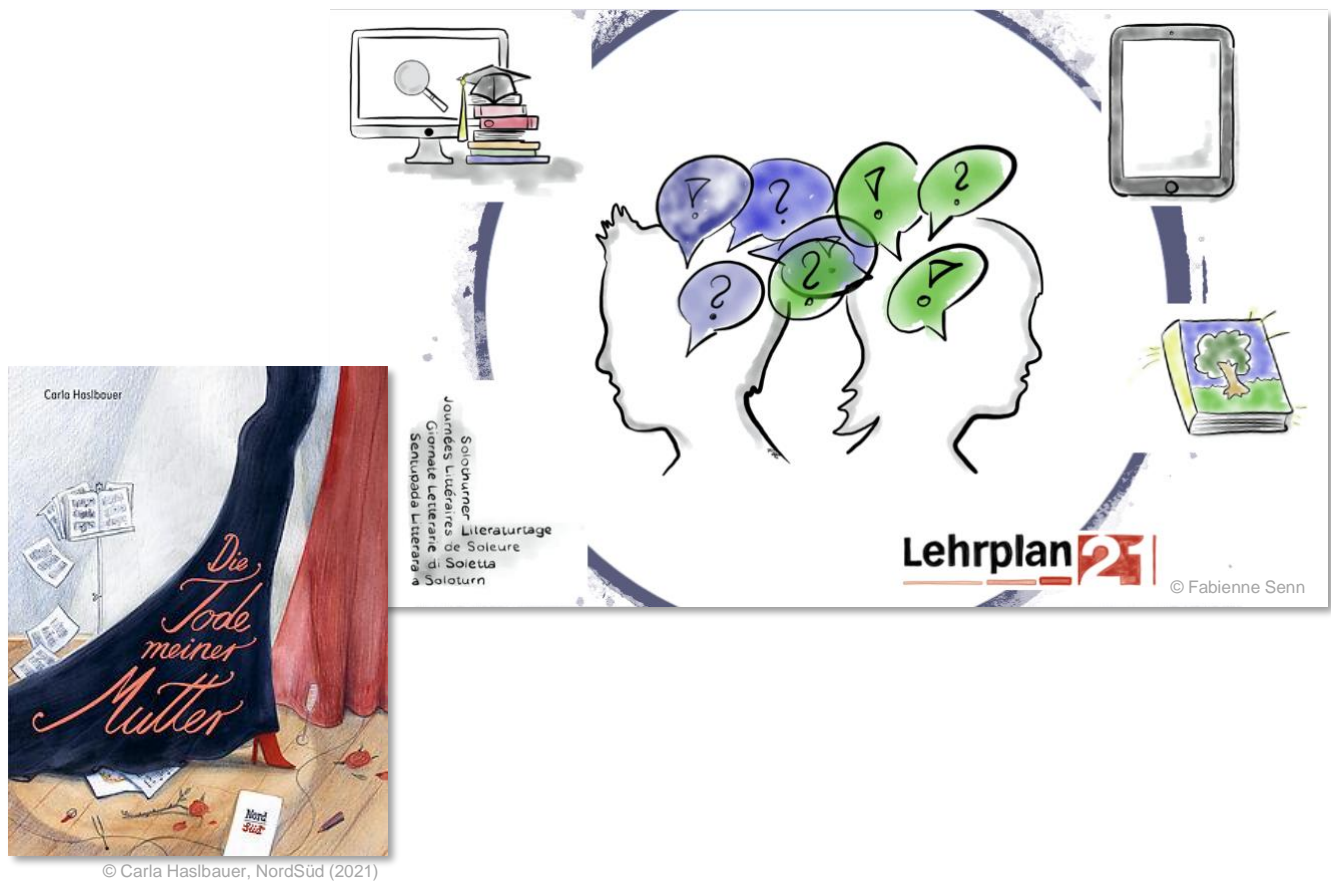 Solothurner
Literaturtage
Journées Littéraires
de Soleure
Giornate Letterarie
di Soletta
Sentupada Litterara
a Soloturn
Lehrplan 21
© Fabienne Senn
Carla Haslbauer
Die
Tode
meiner
Mutter
Nord
Süd
© Carla Haslbauer, NordSüd (2021)